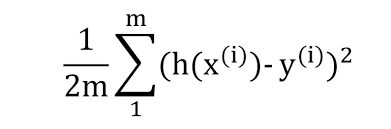 1/2m m∑1 (h(x⁽ⁱ⁾)- y⁽ⁱ⁾)²